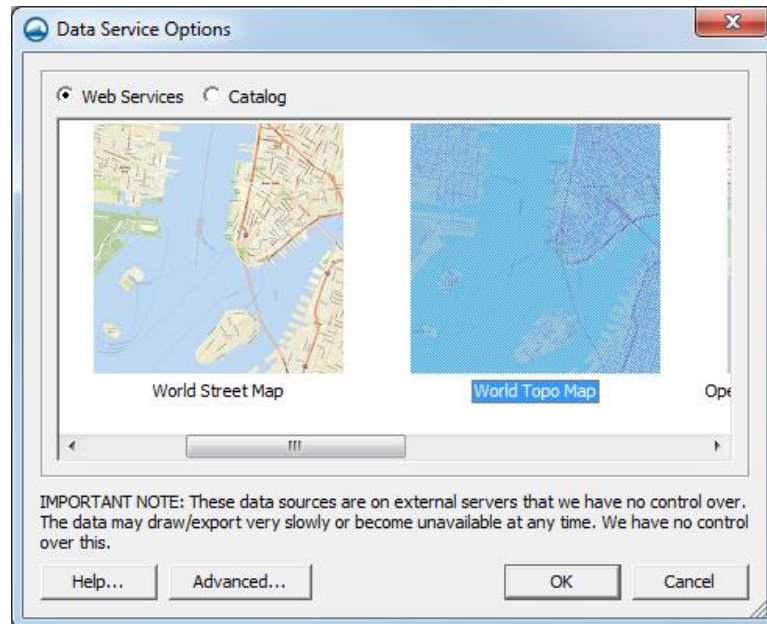 Data Service Options
Web Services Catalog
World Street Map World Topo Map Ope
IMPORTANT NOTE: These data sources are on external servers that we have no control over.
The data may draw/export very slowly or become unavailable at any time. We have no control
over this.
Help... Advanced... OK Cancel